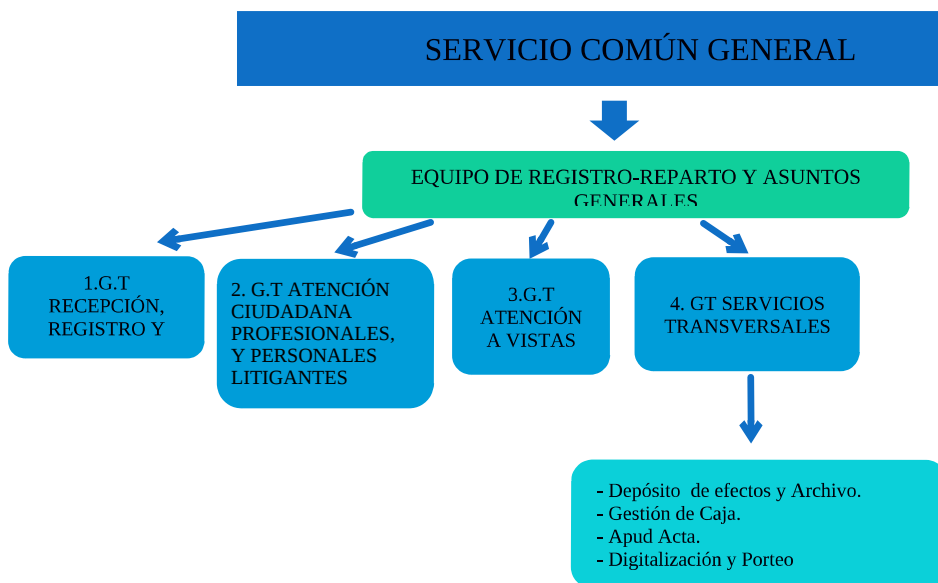 SERVICIO COMÚN GENERAL
EQUIPO DE REGISTRO-REPARTO Y ASUNTOS
GENERALES
1.G.T
RECEPCIÓN,
REGISTRO Y
2. G.T ATENCIÓN
CIUDADANA
PROFESIONALES,
Y PERSONALES
LITIGANTES
3.G.T
ATENCIÓN
A VISTAS
4. GT SERVICIOS
TRANSVERSALES
- Depósito de efectos y Archivo.
- Gestión de Caja.
- Apud Acta.
- Digitalización y Porteo